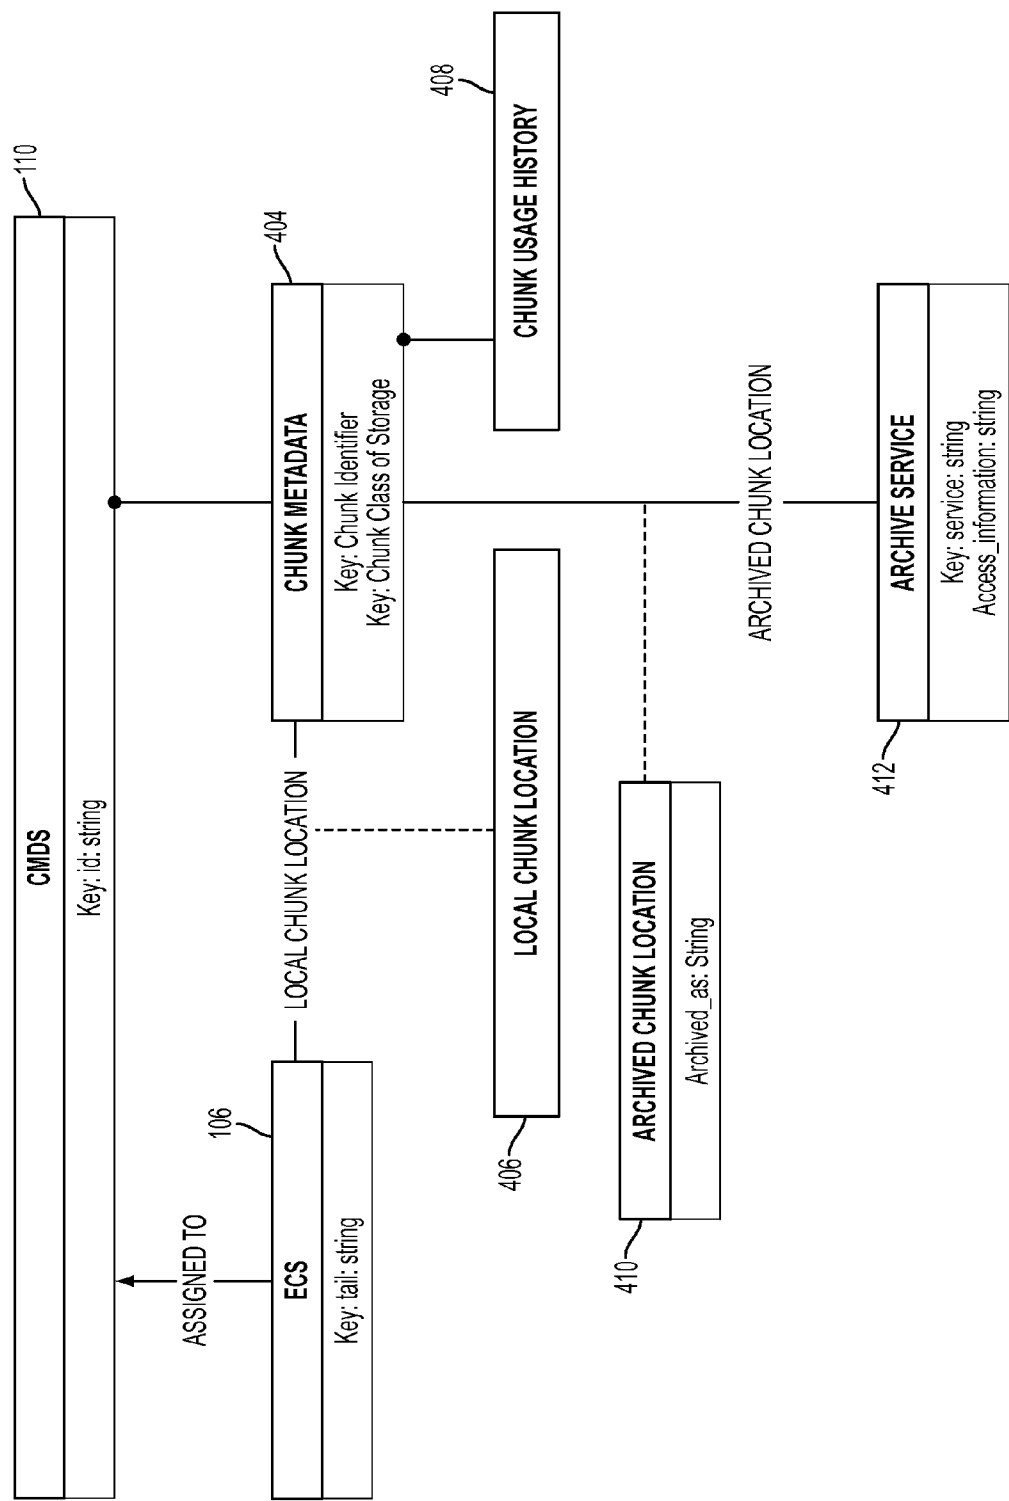 110
CMDS
Key: id: string
ASSIGNED TO
106
ECS
Key: tail: string
LOCAL CHUNK LOCATION
404
CHUNK METADATA
Key: Chunk Identifier
Key: Chunk Class of Storage
406
LOCAL CHUNK LOCATION
408
CHUNK USAGE HISTORY
410
ARCHIVED CHUNK LOCATION
Archived_as: String
ARCHIVED CHUNK LOCATION
412
ARCHIVE SERVICE
Key: service: string
Access_information: string